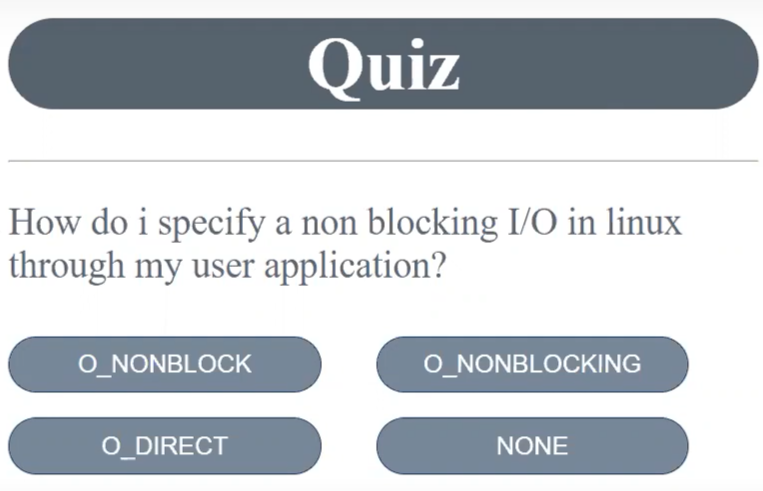 Quiz
How do i specify a non blocking I/O in linux
through my user application?
O_NONBLOCK
O_NONBLOCKING
O_DIRECT
NONE